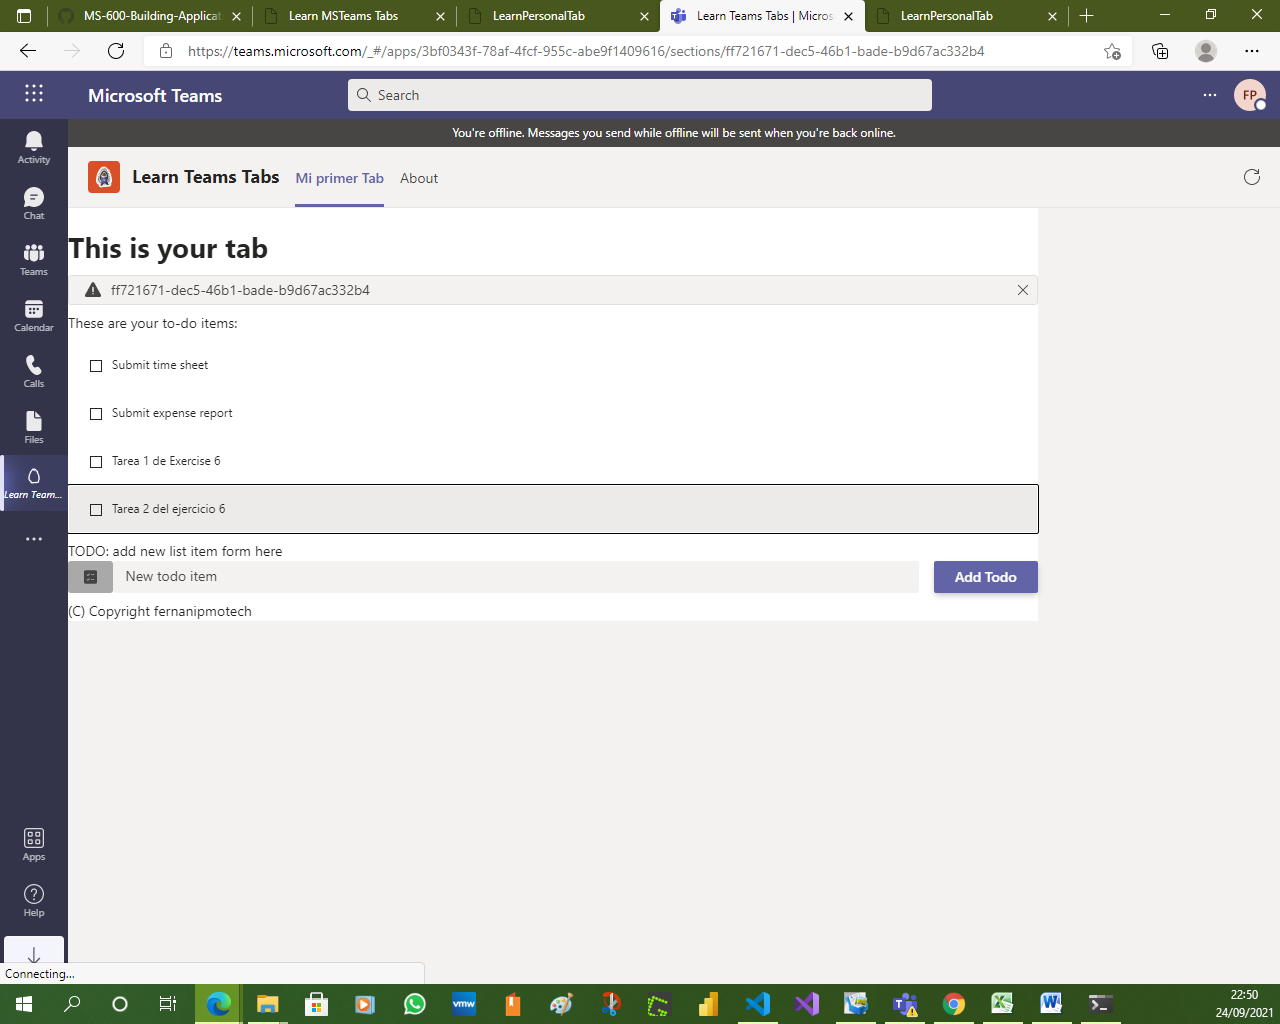 MS-600-Building-Applicat
Learn MSTeams Tabs
LearnPersonalTab
Learn Teams Tabs | Micros
LearnPersonalTab
https://teams.microsoft.com/_#/apps/3bf0343f-78af-4fcf-955c-abe9f1409616/sections/ff721671-dec5-46b1-bade-b9d67ac332b4
Microsoft Teams
Search
FP
You're offline. Messages you send while offline will be sent when you're back online.
Activity
Chat
Teams
Calendar
Calls
Files
Learn Team...
Apps
Help
Learn Teams Tabs
Mi primer Tab
About
This is your tab
ff721671-dec5-46b1-bade-b9d67ac332b4
These are your to-do items:
Submit time sheet
Submit expense report
Tarea 1 de Exercise 6
Tarea 2 del ejercicio 6
TODO: add new list item form here
New todo item
Add Todo
(C) Copyright fernanipmotech
Connecting...
vmw
22:50
24/09/2021